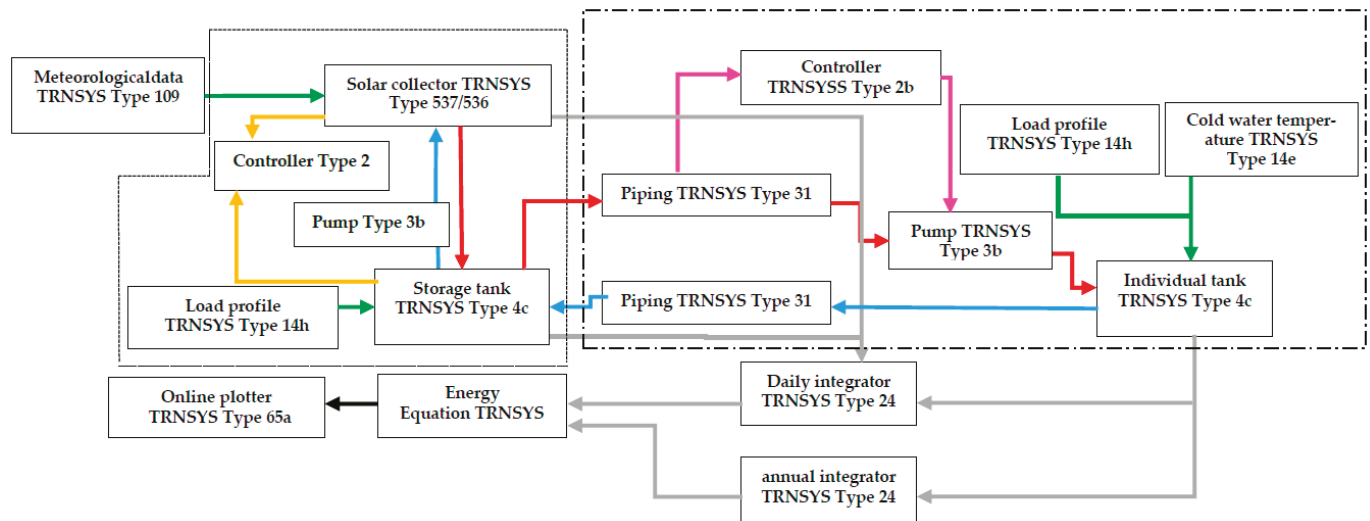 Meteorologicaldata
TRNSYS Type 109
Solar collector TRNSYS
Type 537/536
Controller Type 2
Pump Type 3b
Load profile
TRNSYS Type 14h
Storage tank
TRNSYS Type 4c
Controller
TRNSYSS Type 2b
Load profile
TRNSYS Type 14h
Cold water temper-
ature TRNSYS
Type 14e
Piping TRNSYS Type 31
Pump TRNSYS
Type 3b
Piping TRNSYS Type 31
Individual tank
TRNSYS Type 4c
Online plotter
TRNSYS Type 65a
Energy
Equation TRNSYS
Daily integrator
TRNSYS Type 24
annual integrator
TRNSYS Type 24